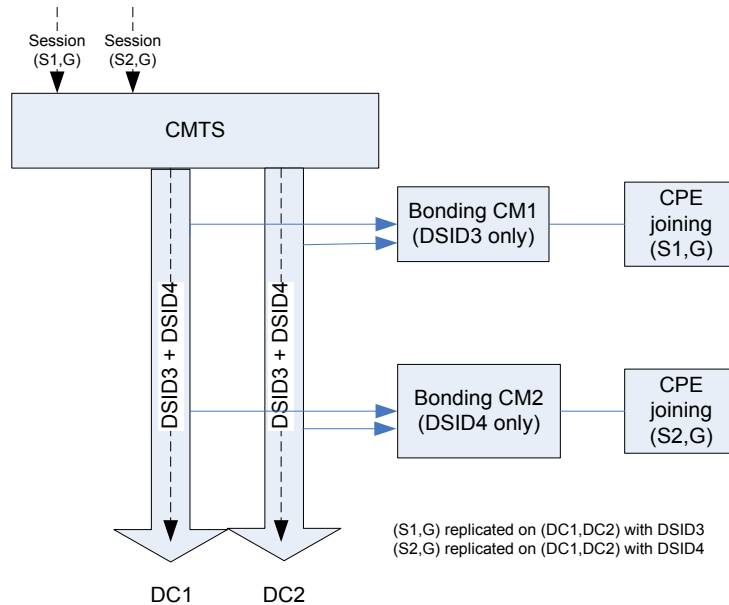 Session
(S1,G)
Session
(S2,G)
CMTS
Bonding CM1
(DSID3 only)
CPE
joining
(S1,G)
DSID3 + DSID4
DSID3 + DSID4
Bonding CM2
(DSID4 only)
CPE
joining
(S2,G)
(S1,G) replicated on (DC1,DC2) with DSID3
(S2,G) replicated on (DC1,DC2) with DSID4
DC1
DC2